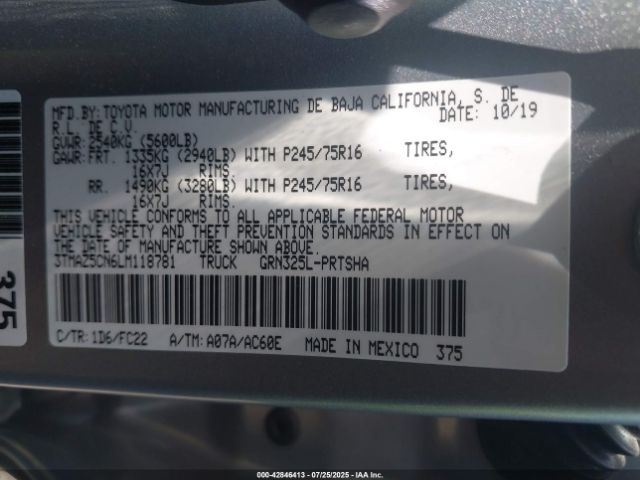 MFD.BY:TOYOTA MOTOR MANUFACTURING DE BAJA CALIFORNIA, S. DE
R.L. DE C.V. DATE: 10/19
GVWR: 2540KG (5600LB)
GAWR: FRT. 1335KG (2940LB) WITH P245/75R16 TIRES,
16X7J RIMS.
RR. 1490KG (3280LB) WITH P245/75R16 TIRES,
16X7J RIMS.
THIS VEHICLE CONFORMS TO ALL APPLICABLE FEDERAL MOTOR
VEHICLE SAFETY AND THEFT PREVENTION STANDARDS IN EFFECT ON
THE DATE OF MANUFACTURE SHOWN ABOVE.
3TMAZ5CN6LM118781 TRUCK GRN325L-PRTSHA
C/TR: 1D6/FC22 A/TM: A07A/AC60E MADE IN MEXICO 375
375
000-42846413 - 07/25/2025 - IAA Inc.